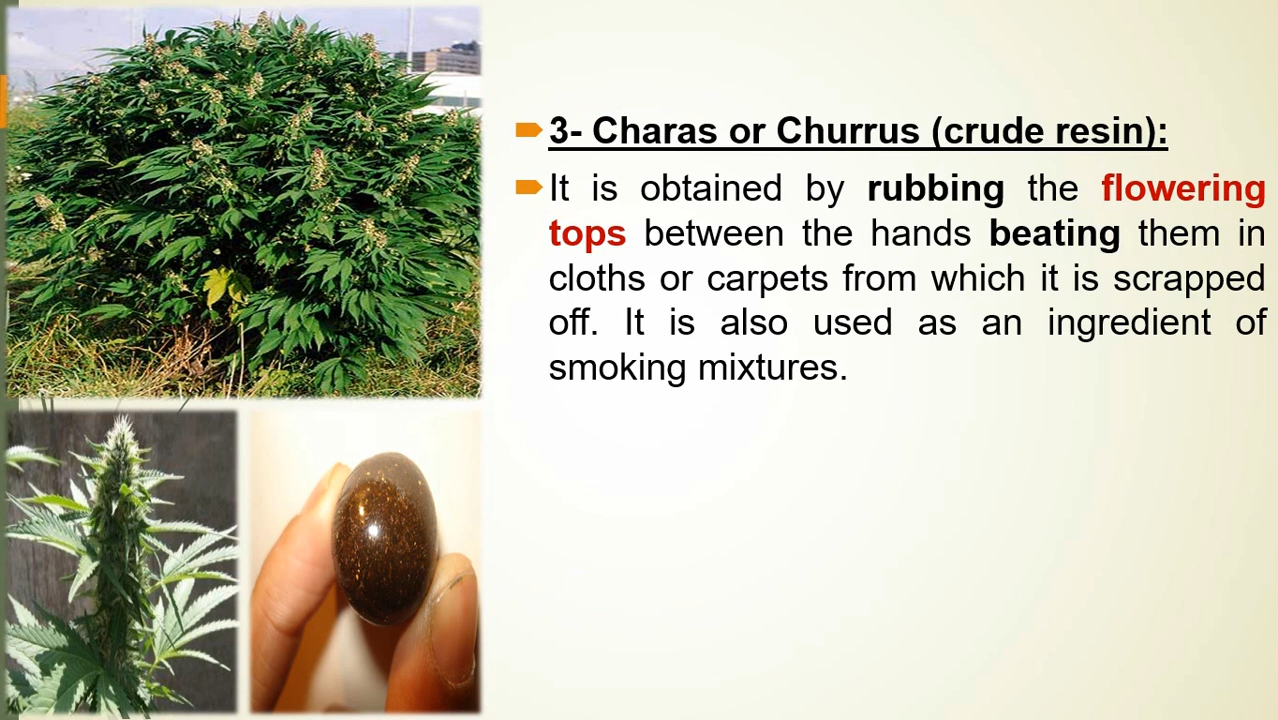 3- Charas or Churrus (crude resin):
It is obtained by rubbing the flowering
tops between the hands beating them in
cloths or carpets from which it is scrapped
off. It is also used as an ingredient of
smoking mixtures.